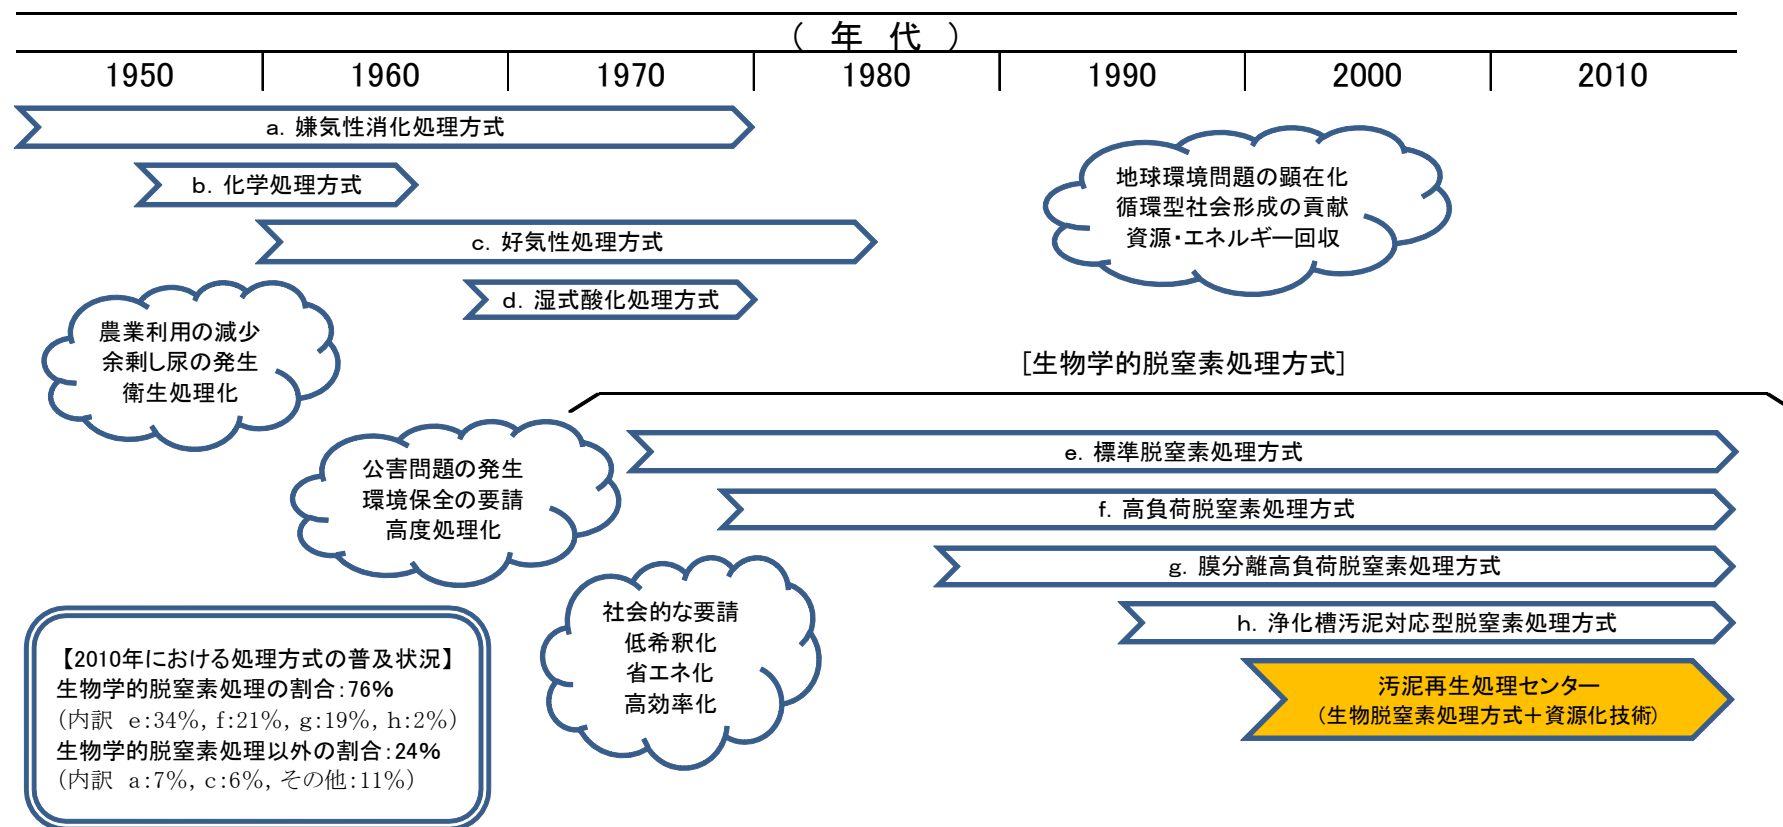 ( 年 代 )
1950 1960 1970 1980 1990 2000 2010
a. 嫌気性消化処理方式
b. 化学処理方式
c. 好気性処理方式
d. 湿式酸化処理方式
地球環境問題の顕在化
循環型社会形成の貢献
資源・エネルギー回収
農業利用の減少
余剰し尿の発生
衛生処理化
[生物学的脱窒素処理方式]
公害問題の発生
環境保全の要請
高度処理化
e. 標準脱窒素処理方式
f. 高負荷脱窒素処理方式
g. 膜分離高負荷脱窒素処理方式
h. 浄化槽汚泥対応型脱窒素処理方式
汚泥再生処理センター
(生物脱窒素処理方式＋資源化技術)
社会的な要請
低希釈化
省エネ化
高効率化
【2010年における処理方式の普及状況】
生物学的脱窒素処理の割合:76%
(内訳 e:34%, f:21%, g:19%, h:2%)
生物学的脱窒素処理以外の割合:24%
(内訳 a:7%, c:6%, その他:11%)